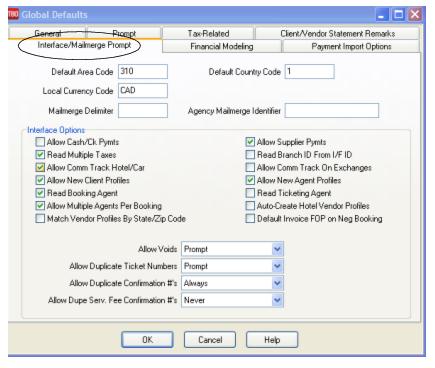 TBO Global Defaults
General Prompt Tax-Related Client/Vendor Statement Remarks
Interface/Mailmerge Prompt Financial Modeling Payment Import Options
Default Area Code 310 Default Country Code 1
Local Currency Code CAD
Mailmerge Delimiter Agency Mailmerge Identifier
Interface Options
Allow Cash/Ck Pymts Allow Supplier Pymts
Read Multiple Taxes Read Branch ID From I/F ID
Allow Comm Track Hotel/Car Allow Comm Track On Exchanges
Allow New Client Profiles Allow New Agent Profiles
Read Booking Agent Read Ticketing Agent
Allow Multiple Agents Per Booking Auto-Create Hotel Vendor Profiles
Match Vendor Profiles By State/Zip Code Default Invoice FOP on Neg Booking
Allow Voids Prompt
Allow Duplicate Ticket Numbers Prompt
Allow Duplicate Confirmation #'s Always
Allow Dupe Serv. Fee Confirmation #'s Never
OK Cancel Help